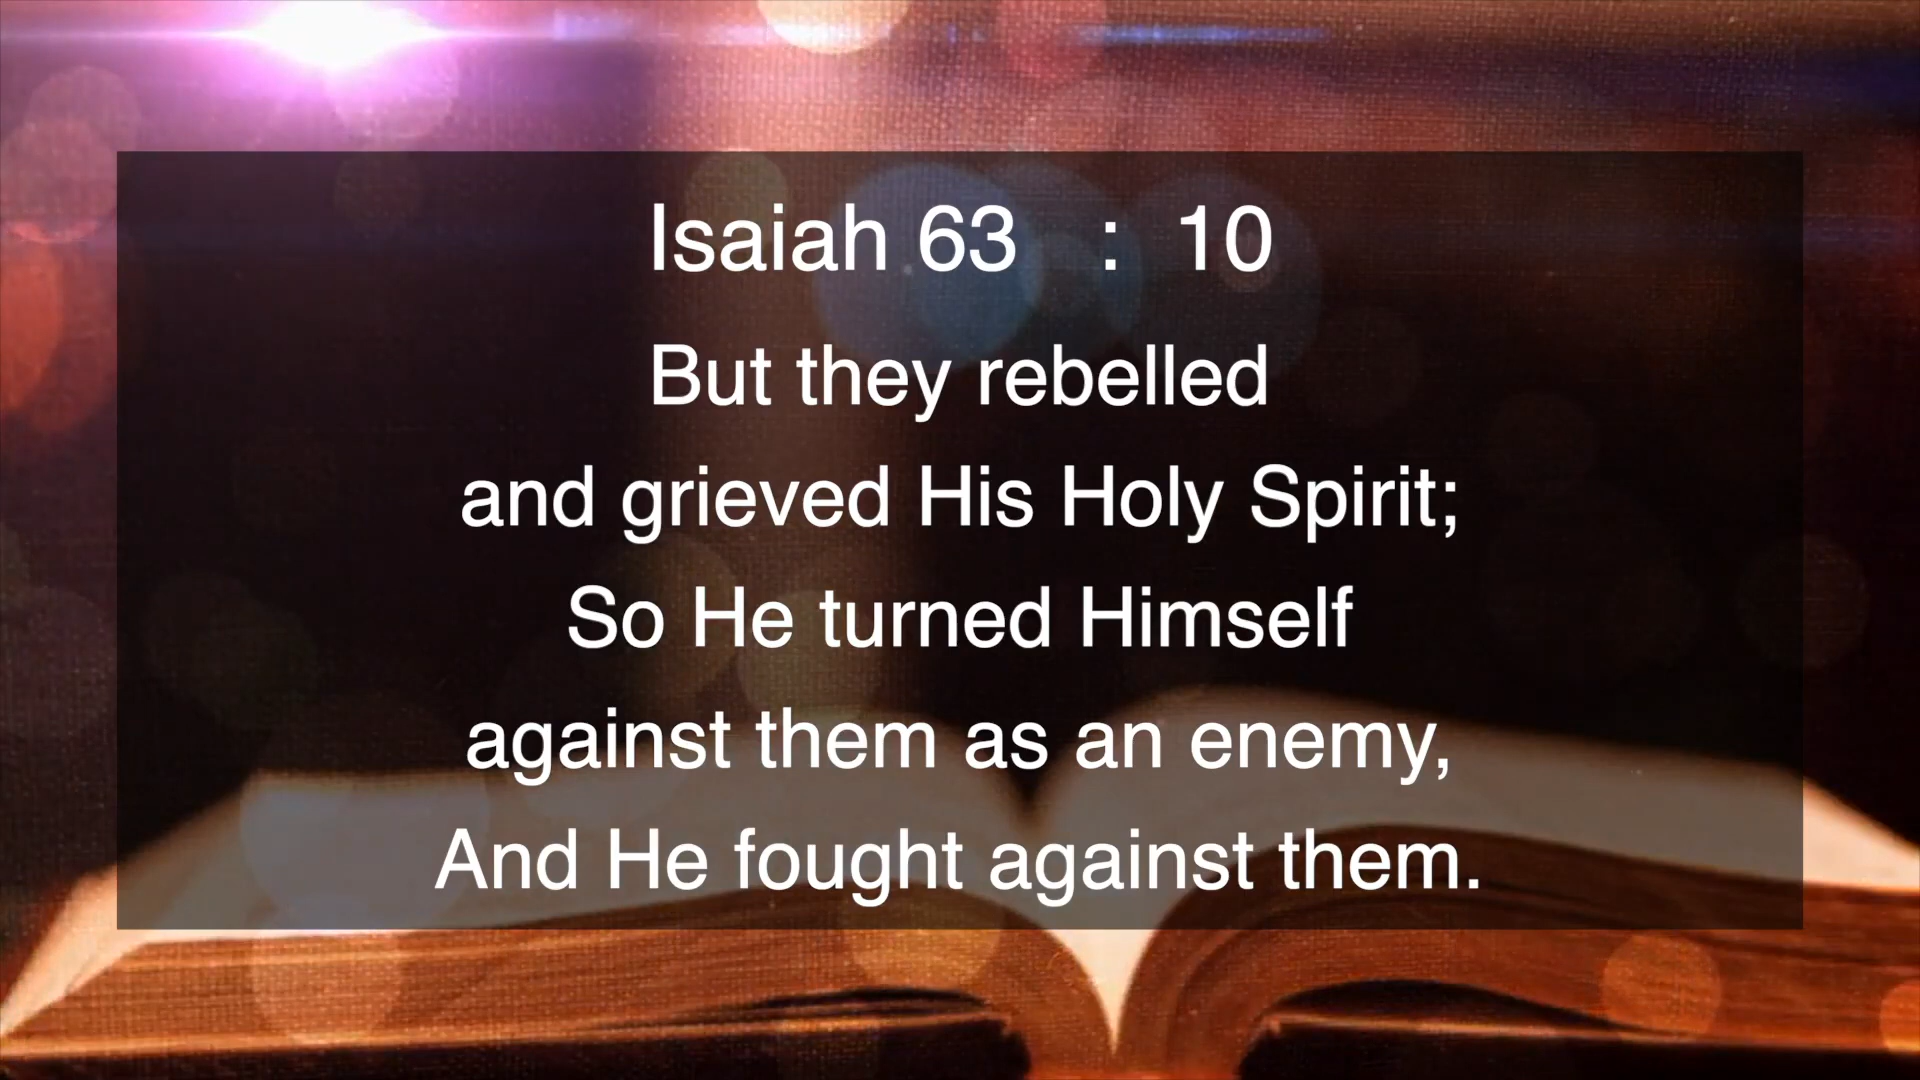 Isaiah 63 : 10
But they rebelled
and grieved His Holy Spirit;
So He turned Himself
against them as an enemy,
And He fought against them.